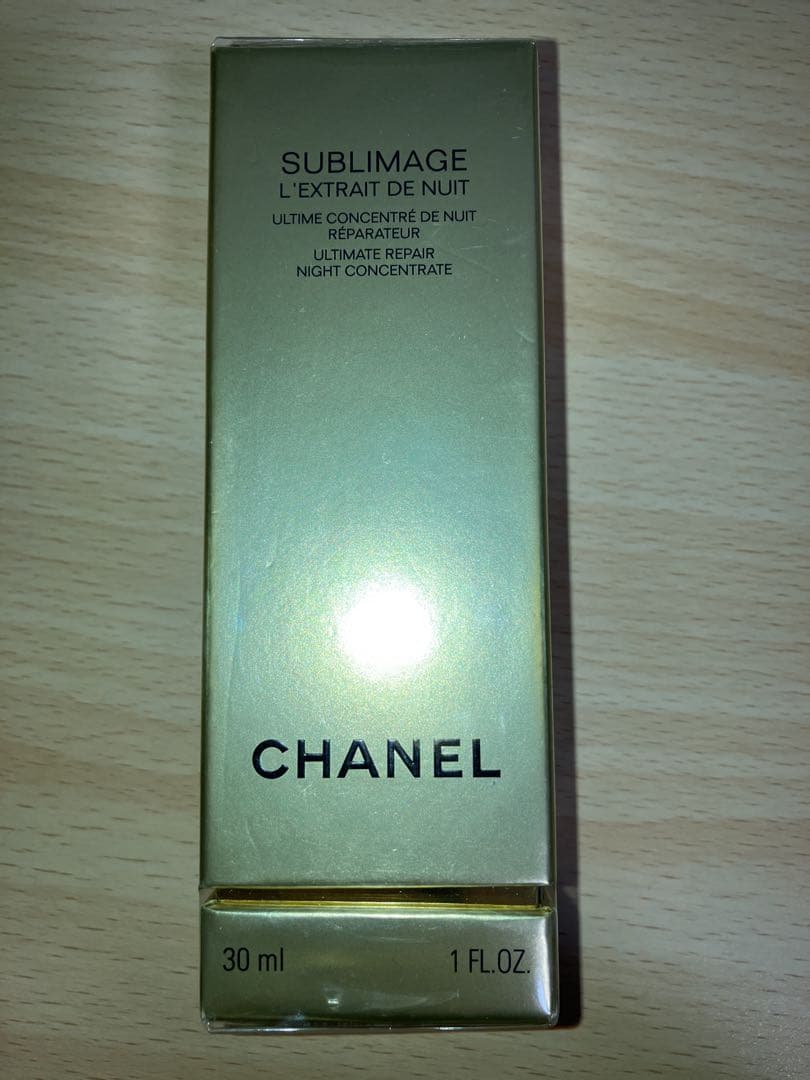 SUBLIMAGE
L'EXTRAIT DE NUIT
ULTIME CONCENTRÉ DE NUIT
RÉPARATEUR
ULTIMATE REPAIR
NIGHT CONCENTRATE
CHANEL
30 ml 1 FL.OZ.